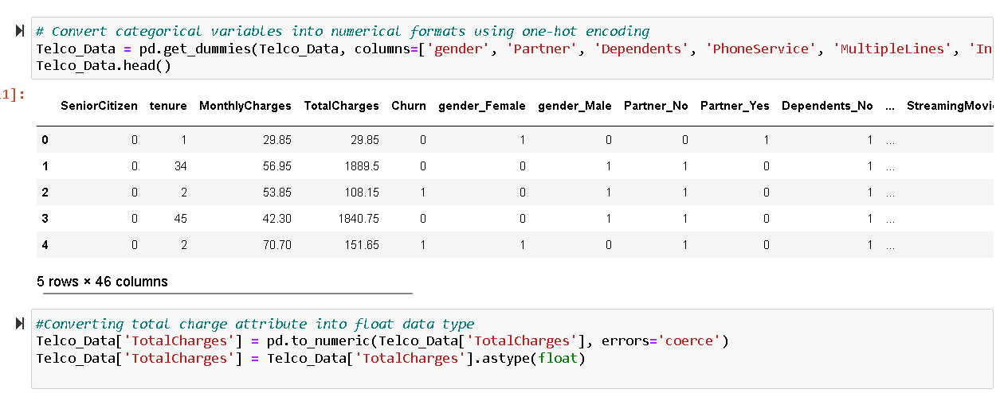 # Convert categorical variables into numerical formats using one-hot encoding
Telco_Data = pd.get_dummies(Telco_Data, columns=['gender', 'Partner', 'Dependents', 'PhoneService', 'MultipleLines', 'In
Telco_Data.head()
1]:
SeniorCitizen tenure MonthlyCharges TotalCharges Churn gender_Female gender_Male Partner_No Partner_Yes Dependents_No ... StreamingMovi
0 0 1 29.85 29.85 0 1 0 0 1 1 ...
1 0 34 56.95 1889.5 0 0 1 1 0 1 ...
2 0 2 53.85 108.15 1 0 1 1 0 1 ...
3 0 45 42.30 1840.75 0 0 1 1 0 1 ...
4 0 2 70.70 151.65 1 1 0 1 0 1 ...
5 rows × 46 columns
#Converting total charge attribute into float data type
Telco_Data['TotalCharges'] = pd.to_numeric(Telco_Data['TotalCharges'], errors='coerce')
Telco_Data['TotalCharges'] = Telco_Data['TotalCharges'].astype(float)